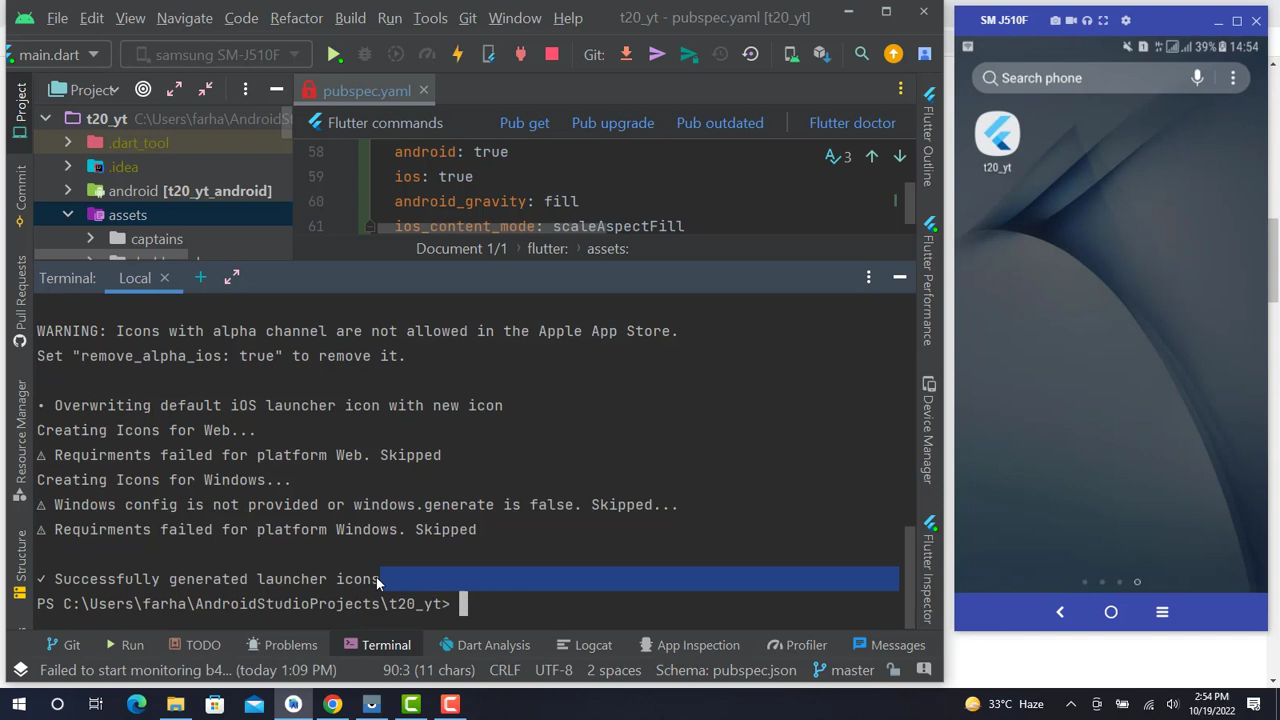 File Edit View Navigate Code Refactor Build Run Tools Git Window Help t20_yt - pubspec.yaml [t20_yt]
main.dart samsung SM-J510F Git:
Project pubspec.yaml
t20_yt C:\Users\farha\AndroidS
Flutter commands Pub get Pub upgrade Pub outdated Flutter doctor
.dart_tool
.idea
android [t20_yt_android]
assets
captains
58 android: true
59 ios: true
60 android_gravity: fill
61 ios_content_mode: scaleAspectFill
3
Document 1/1 flutter: assets:
Terminal: Local
WARNING: Icons with alpha channel are not allowed in the Apple App Store.
Set "remove_alpha_ios: true" to remove it.
• Overwriting default iOS launcher icon with new icon
Creating Icons for Web...
⚠ Requirments failed for platform Web. Skipped
Creating Icons for Windows...
⚠ Windows config is not provided or windows.generate is false. Skipped...
⚠ Requirments failed for platform Windows. Skipped
✓ Successfully generated launcher icons
PS C:\Users\farha\AndroidStudioProjects\t20_yt>
Project
Commit
Pull Requests
Resource Manager
Structure
Flutter Outline
Flutter Performance
Device Manager
Flutter Inspector
Git Run TODO Problems Terminal Dart Analysis Logcat App Inspection Profiler Messages
Failed to start monitoring b4... (today 1:09 PM) 90:3 (11 chars) CRLF UTF-8 2 spaces Schema: pubspec.json master
SM J510F
39% 14:54
Search phone
t20_yt
33°C Haze
2:54 PM
10/19/2022